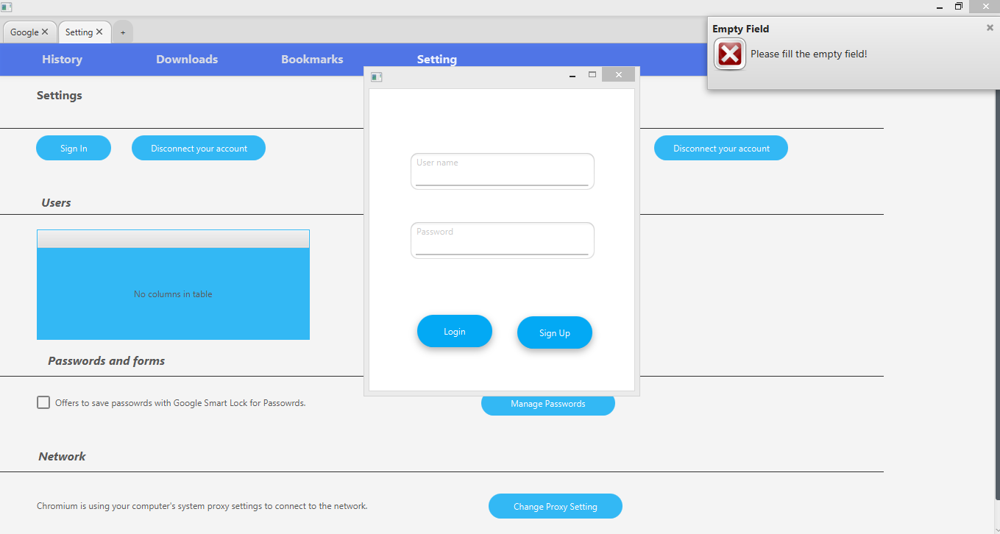 Google
Setting
+
Empty Field
Please fill the empty field!
History
Downloads
Bookmarks
Setting
Settings
Sign In
Disconnect your account
Disconnect your account
User name
Password
Login
Sign Up
Users
No columns in table
Passwords and forms
Offers to save passowrds with Google Smart Lock for Passowrds.
Manage Passwords
Network
Chromium is using your computer's system proxy settings to connect to the network.
Change Proxy Setting